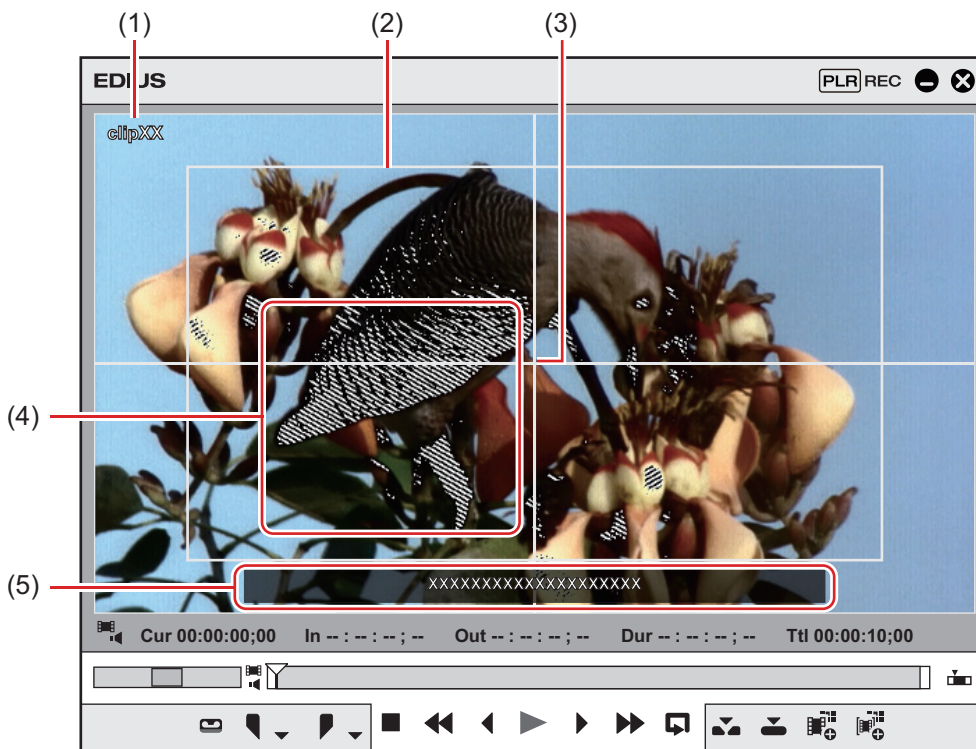 (1) (2) (3)
EDIUS PLR REC
clipXX
(4)
(5) XXXXXXXXXXXXXXXXXXXX
Cur 00:00:00;00 In -- : -- : -- ; -- Out -- : -- : -- ; -- Dur -- : -- : -- ; -- Ttl 00:00:10;00